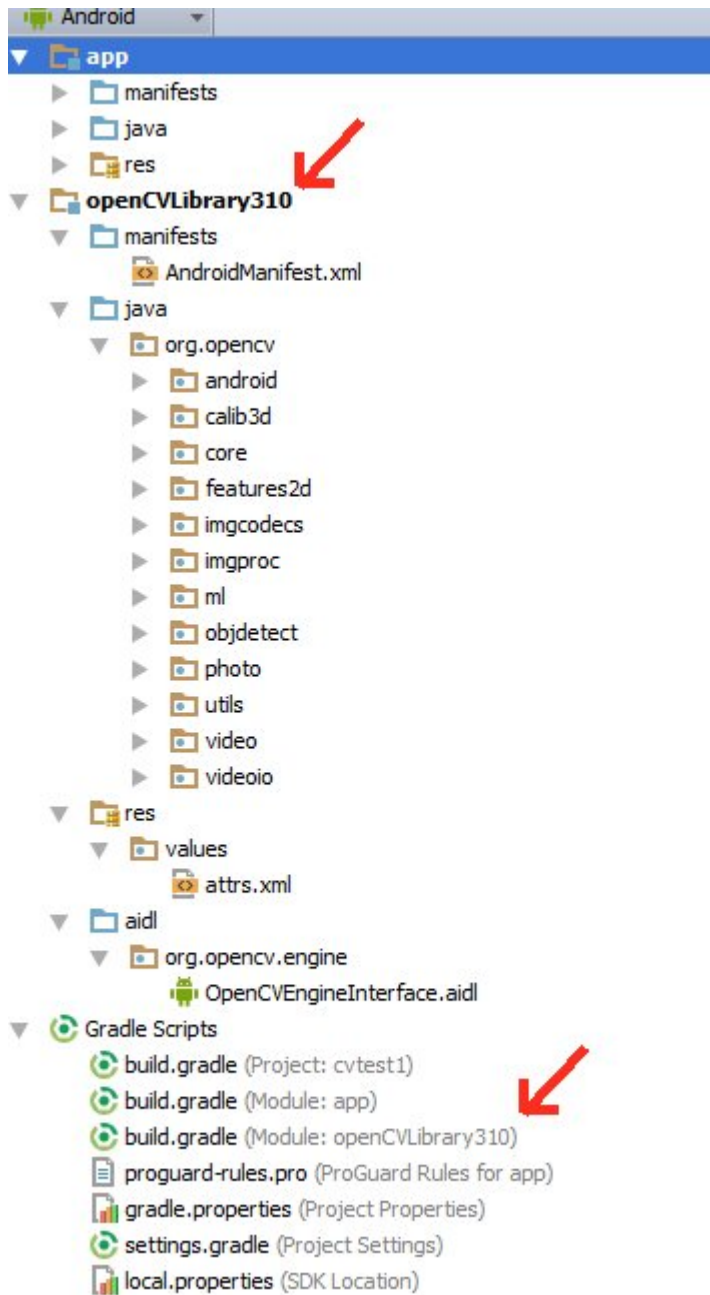 Android
app
manifests
java
res
openCVLibrary310
manifests
AndroidManifest.xml
java
org.opencv
android
calib3d
core
features2d
imgcodecs
imgproc
ml
objdetect
photo
utils
video
videoio
res
values
attrs.xml
aidl
org.opencv.engine
OpenCVEngineInterface.aidl
Gradle Scripts
build.gradle (Project: cvtest1)
build.gradle (Module: app)
build.gradle (Module: openCVLibrary310)
proguard-rules.pro (ProGuard Rules for app)
gradle.properties (Project Properties)
settings.gradle (Project Settings)
local.properties (SDK Location)